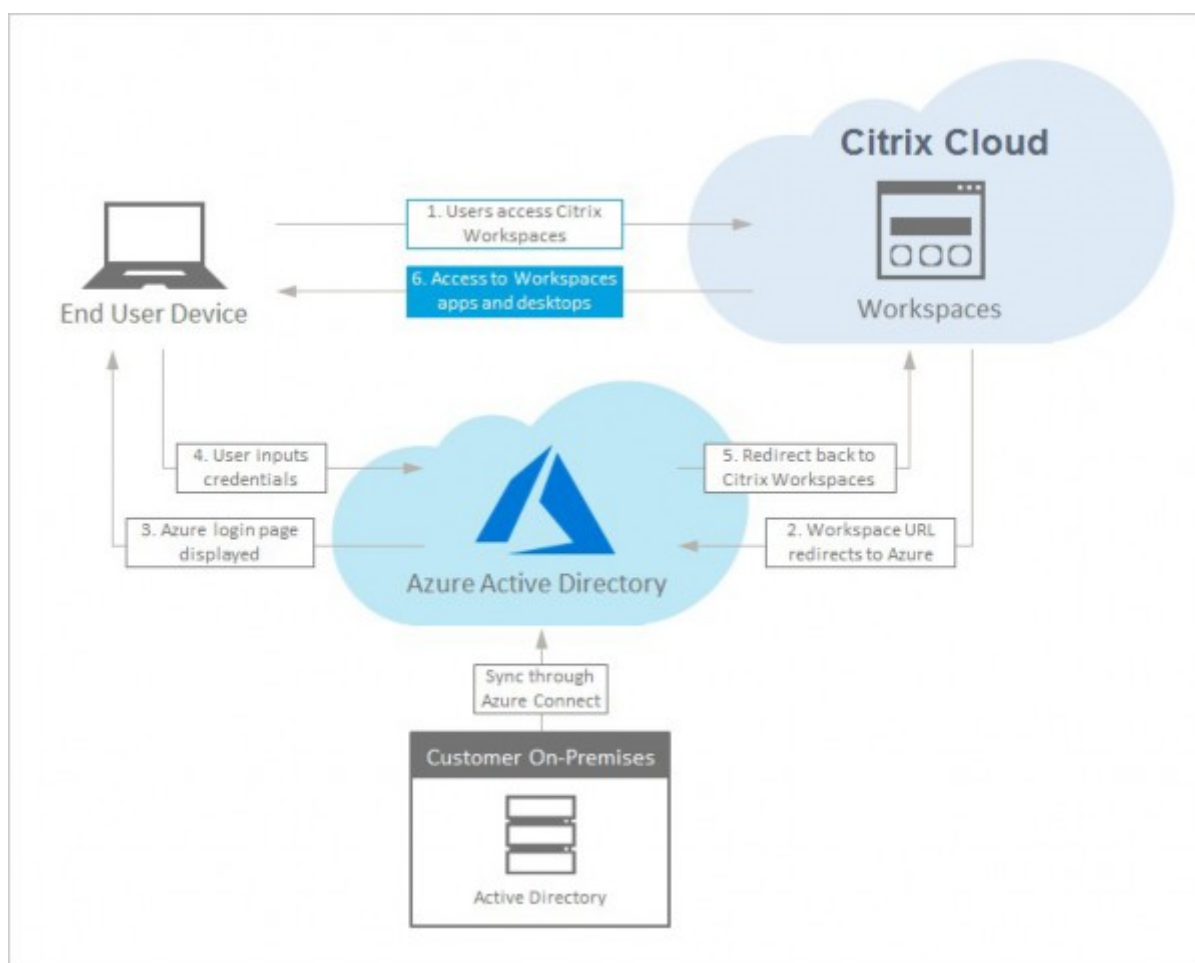 Citrix Cloud
1. Users access Citrix
Workspaces
6. Access to Workspaces
apps and desktops
End User Device
Workspaces
4. User inputs
credentials
5. Redirect back to
Citrix Workspaces
3. Azure login page
displayed
2. Workspace URL
redirects to Azure
Azure Active Directory
Sync through
Azure Connect
Customer On-Premises
Active Directory